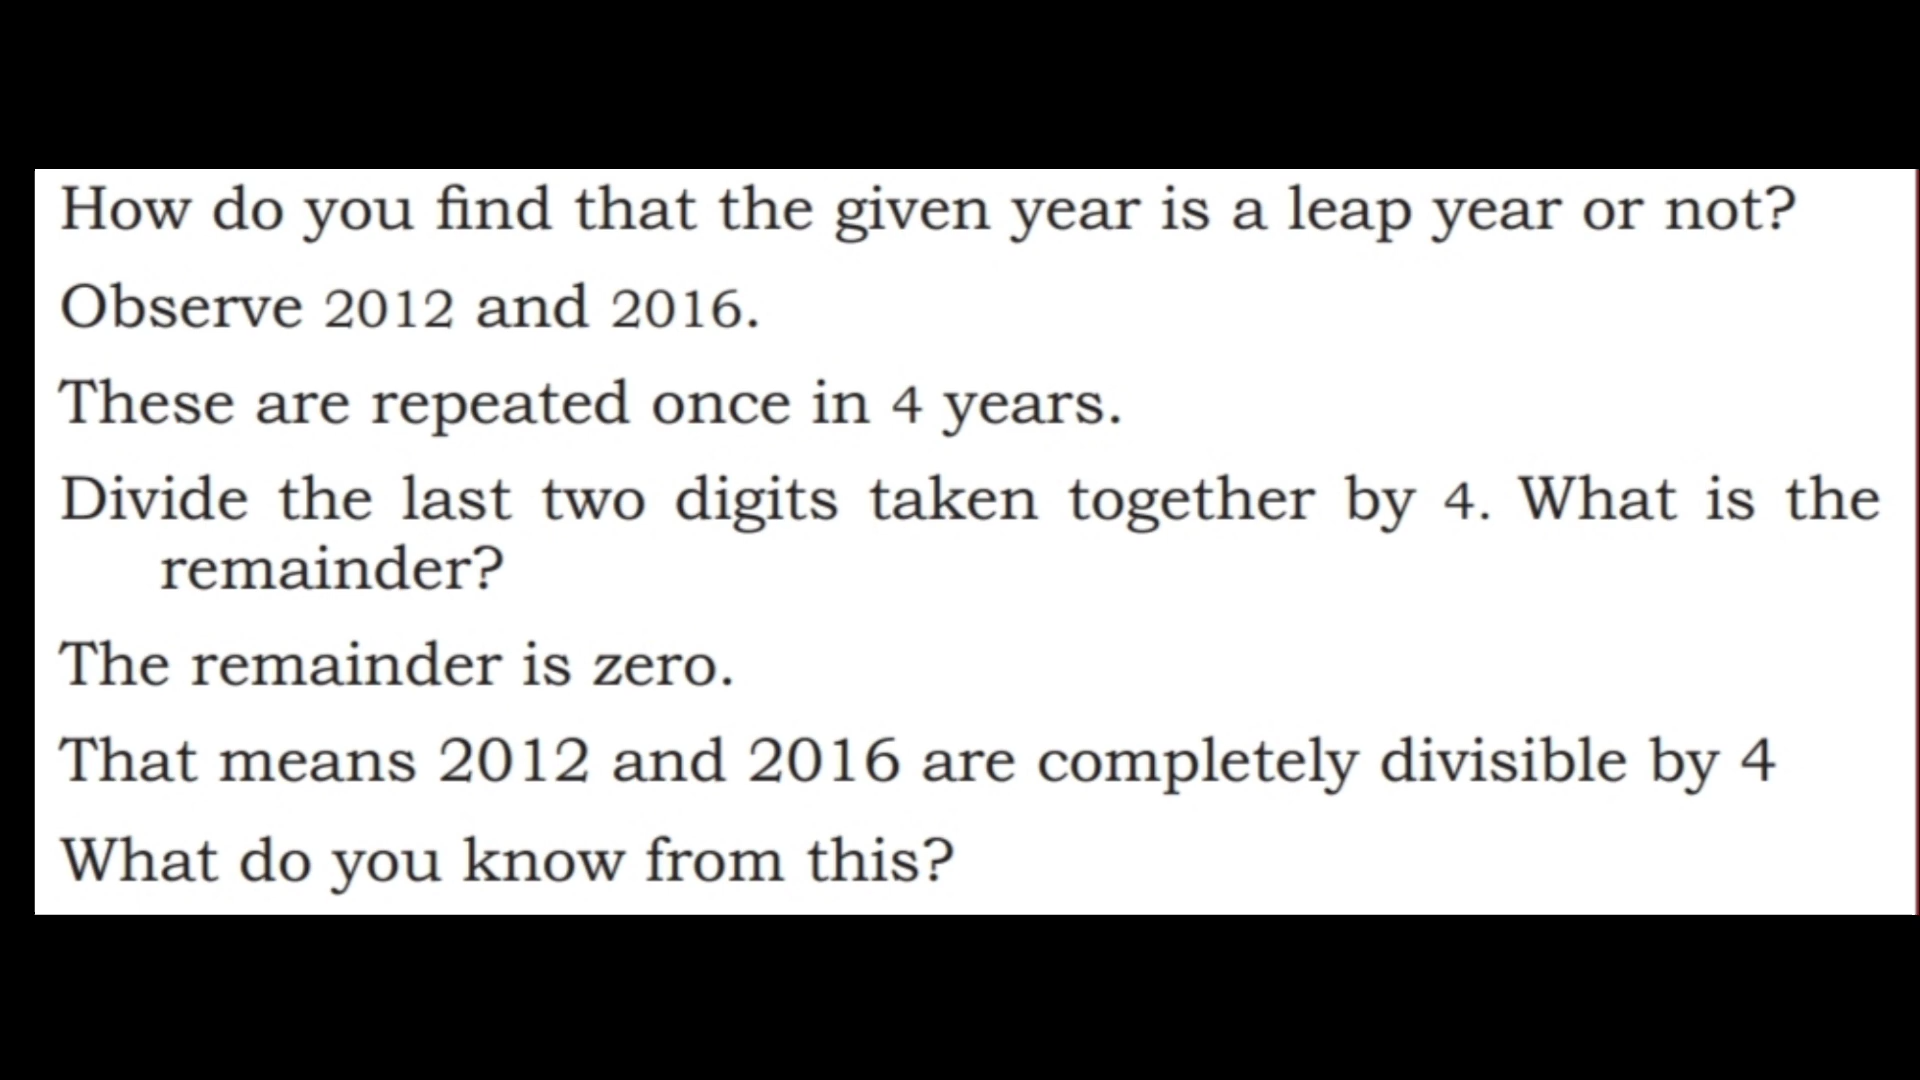 How do you find that the given year is a leap year or not?
Observe 2012 and 2016.
These are repeated once in 4 years.
Divide the last two digits taken together by 4. What is the
remainder?
The remainder is zero.
That means 2012 and 2016 are completely divisible by 4
What do you know from this?